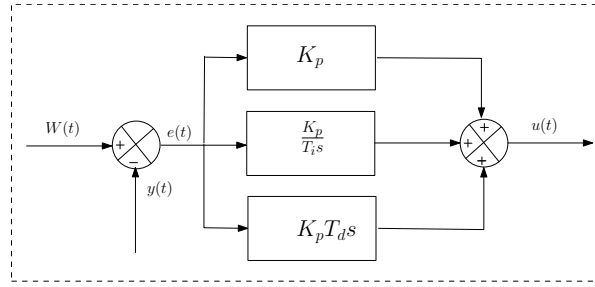 K_p
W(t)
e(t)
K_p
T_i s
u(t)
+
−
+
+
+
y(t)
K_p T_d s